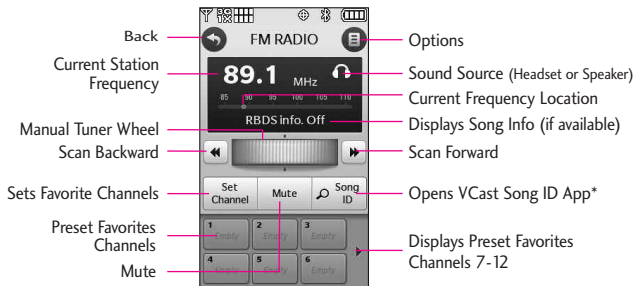 Back
FM RADIO
Options
Current Station
Frequency
89.1 MHz
Sound Source (Headset or Speaker)
85 90 95 100 105 110
Current Frequency Location
RBDS info. Off
Displays Song Info (if available)
Manual Tuner Wheel
Scan Backward
Scan Forward
Sets Favorite Channels
Set
Channel
Mute
Song
ID
Opens VCast Song ID App*
Preset Favorites
Channels
1 Empty
2 Empty
3 Empty
Displays Preset Favorites
Channels 7-12
Mute
4 Empty
5 Empty
6 Empty